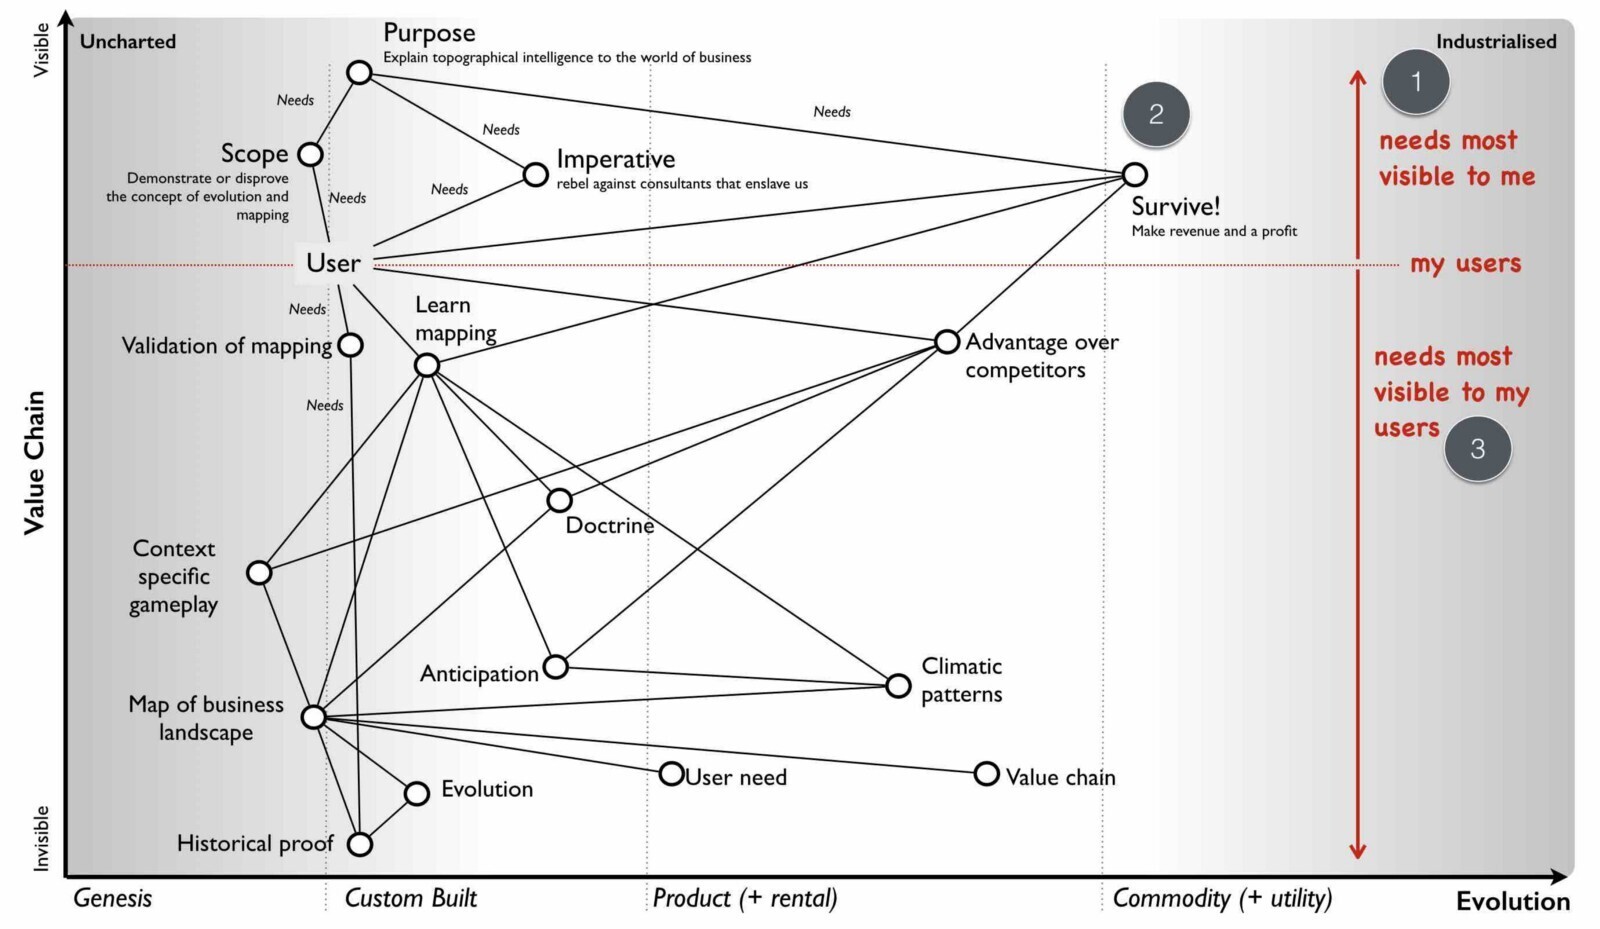 Visible
Uncharted
Purpose
Explain topographical intelligence to the world of business
Industrialised
1
Needs
Needs
Needs
2
needs most
visible to me
Scope
Demonstrate or disprove
the concept of evolution and
mapping
Needs
Needs
Imperative
rebel against consultants that enslave us
Survive!
Make revenue and a profit
User
my users
Needs
Learn
mapping
Validation of mapping
Advantage over
competitors
needs most
visible to my
users
3
Needs
Value Chain
Doctrine
Context
specific
gameplay
Anticipation
Climatic
patterns
Map of business
landscape
User need
Value chain
Evolution
Historical proof
Invisible
Genesis
Custom Built
Product (+ rental)
Commodity (+ utility)
Evolution